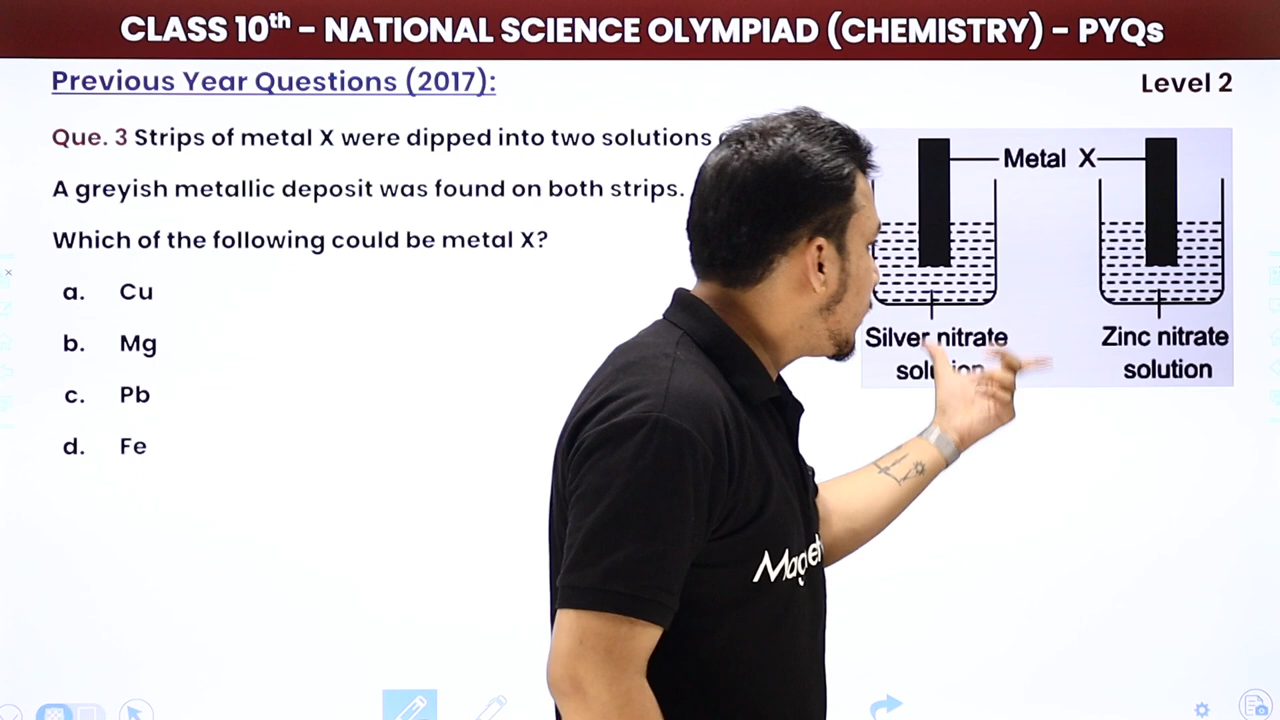 CLASS 10th – NATIONAL SCIENCE OLYMPIAD (CHEMISTRY) – PYQs
Previous Year Questions (2017):
Level 2
Que. 3 Strips of metal X were dipped into two solutions
A greyish metallic deposit was found on both strips.
Which of the following could be metal X?
a. Cu
b. Mg
c. Pb
d. Fe
Metal X
Silver nitrate
Zinc nitrate
solution